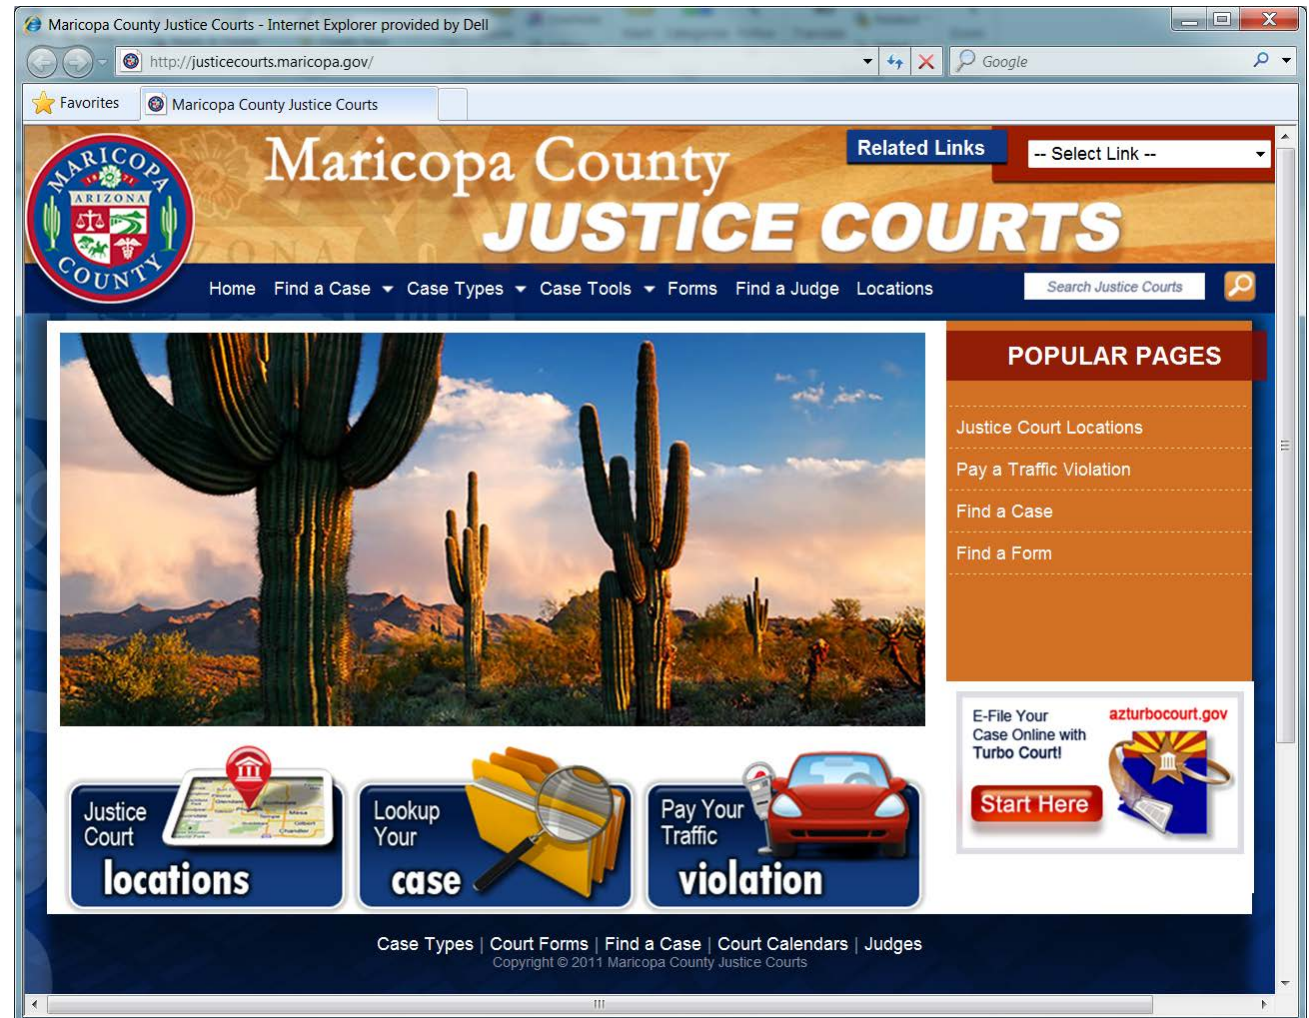 Maricopa County Justice Courts - Internet Explorer provided by Dell
http://justicecourts.maricopa.gov/
Google
Favorites
Maricopa County Justice Courts
MARICOPA
ARIZONA
COUNTY
Maricopa County
JUSTICE COURTS
Related Links
-- Select Link --
Home Find a Case Case Types Case Tools Forms Find a Judge Locations
Search Justice Courts
POPULAR PAGES
Justice Court Locations
Pay a Traffic Violation
Find a Case
Find a Form
E-File Your
Case Online with
Turbo Court!
azturbocourt.gov
Start Here
Justice
Court
locations
Lookup
Your
case
Pay Your
Traffic
violation
Case Types | Court Forms | Find a Case | Court Calendars | Judges
Copyright © 2011 Maricopa County Justice Courts